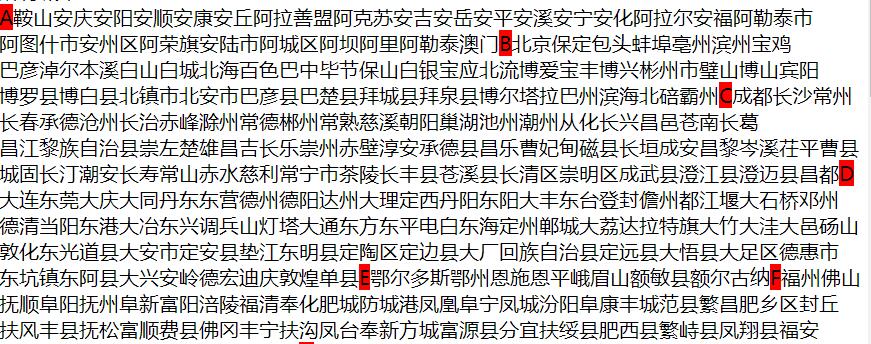 A鞍山安庆安阳安顺安康安丘阿拉善盟阿克苏安吉安岳安平安溪安宁安化阿拉尔安福阿勒泰市
阿图什市安州区阿荣旗安陆市阿城区阿坝阿里阿勒泰澳门B北京保定包头蚌埠亳州滨州宝鸡
巴彦淖尔本溪白山白城北海百色巴中毕节保山白银宝应北流博爱宝丰博兴彬州市璧山博山宾阳
博罗县博白县北镇市北安市巴彦县巴楚县拜城县拜泉县博尔塔拉巴州滨海北碚霸州C成都长沙常州
长春承德沧州长治赤峰滁州常德郴州常熟慈溪朝阳巢湖池州潮州从化长兴昌邑苍南长葛
昌江黎族自治县崇左楚雄昌吉长乐崇州赤壁淳安承德县昌乐曹妃甸磁县长垣成安昌黎岑溪茌平曹县
城固长汀潮安长寿常山赤水慈利常宁市茶陵长丰县苍溪县长清区崇明区成武县澄江县澄迈县昌都D
大连东莞大庆大同丹东东营德州德阳达州大理定西丹阳东阳大丰东台登封儋州都江堰大石桥邓州
德清当阳东港大冶东兴调兵山灯塔大通东方东平电白东海定州郸城大荔达拉特旗大竹大洼大邑砀山
敦化东光道县大安市定安县垫江东明县定陶区定边县大厂回族自治县定远县大悟县大足区德惠市
东坑镇东阿县大兴安岭德宏迪庆敦煌单县E鄂尔多斯鄂州恩施恩平峨眉山额敏县额尔古纳F福州佛山
抚顺阜阳抚州阜新富阳涪陵福清奉化肥城防城港凤凰阜宁凤城汾阳阜康丰城范县繁昌肥乡区封丘
扶风丰县抚松富顺费县佛冈丰宁扶沟凤台奉新方城富源县分宜扶绥县肥西县繁峙县凤翔县福安